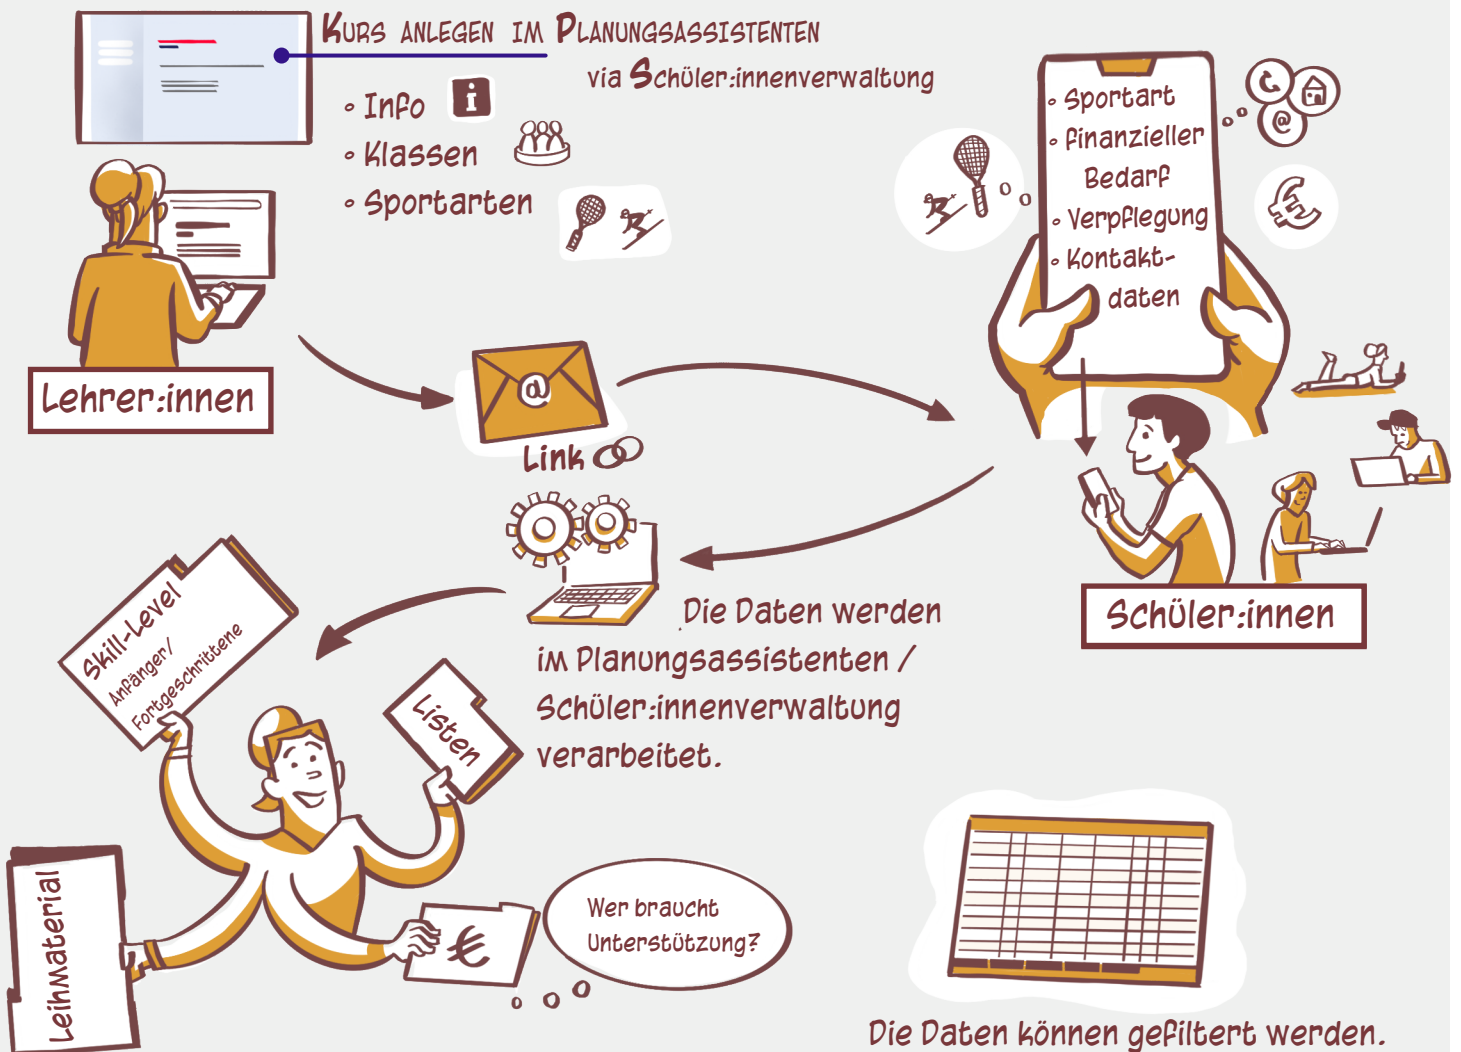 Kurs anlegen im Planungsassistenten
via Schüler:innenverwaltung
◦ Info i
◦ Klassen
◦ Sportarten
Lehrer:innen
@
Link
◦ Sportart
◦ finanzieller
Bedarf
◦ Verpflegung
◦ Kontakt-
daten
@
€
Schüler:innen
Die Daten werden
im Planungsassistenten /
Schüler:innenverwaltung
verarbeitet.
Skill-Level
Anfänger/
Fortgeschrittene
Listen
Leihmaterial
€
Wer braucht
Unterstützung?
Die Daten können gefiltert werden.